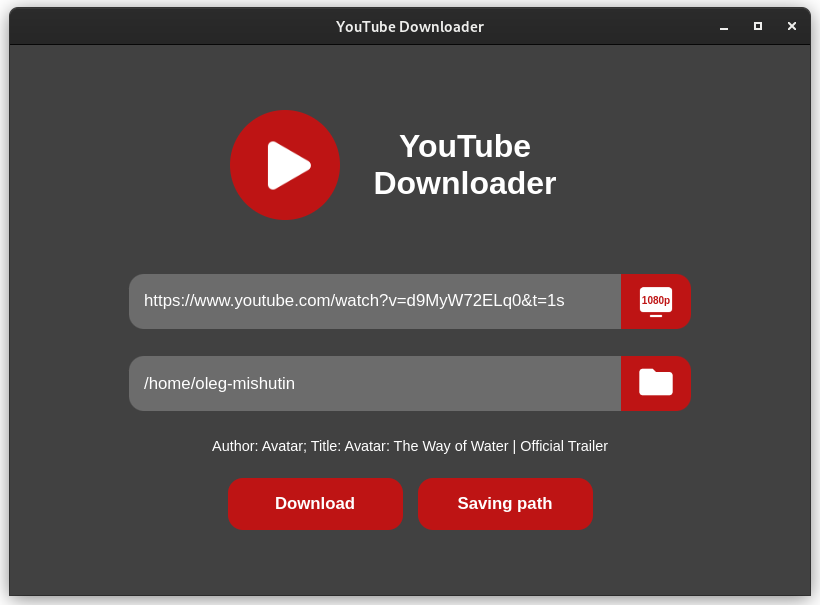 YouTube Downloader
YouTube
Downloader
https://www.youtube.com/watch?v=d9MyW72ELq0&t=1s
1080p
/home/oleg-mishutin
Author: Avatar; Title: Avatar: The Way of Water | Official Trailer
Download
Saving path